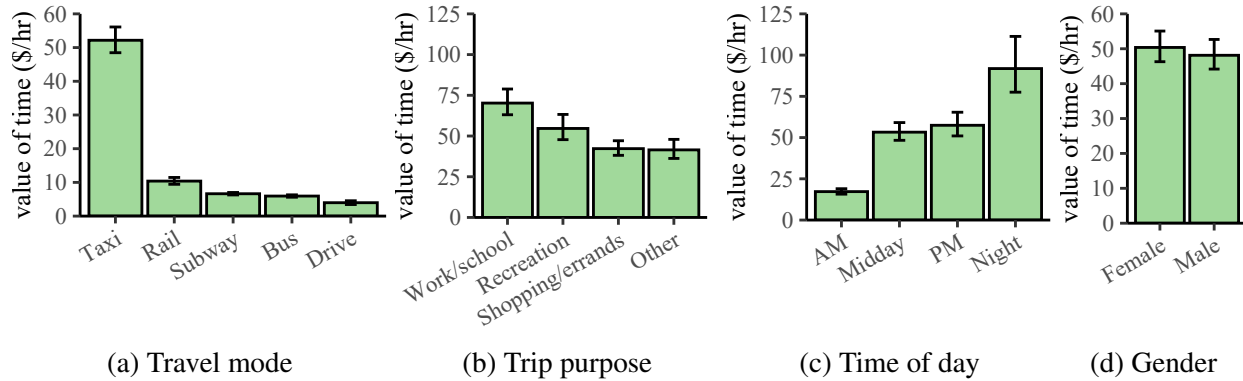 value of time ($/hr)
60
50
40
30
20
10
0
Taxi
Rail
Subway
Bus
Drive
(a) Travel mode
value of time ($/hr)
125
100
75
50
25
0
Work/school
Recreation
Shopping/errands
Other
(b) Trip purpose
value of time ($/hr)
125
100
75
50
25
0
AM
Midday
PM
Night
(c) Time of day
value of time ($/hr)
60
50
40
30
20
10
0
Female
Male
(d) Gender